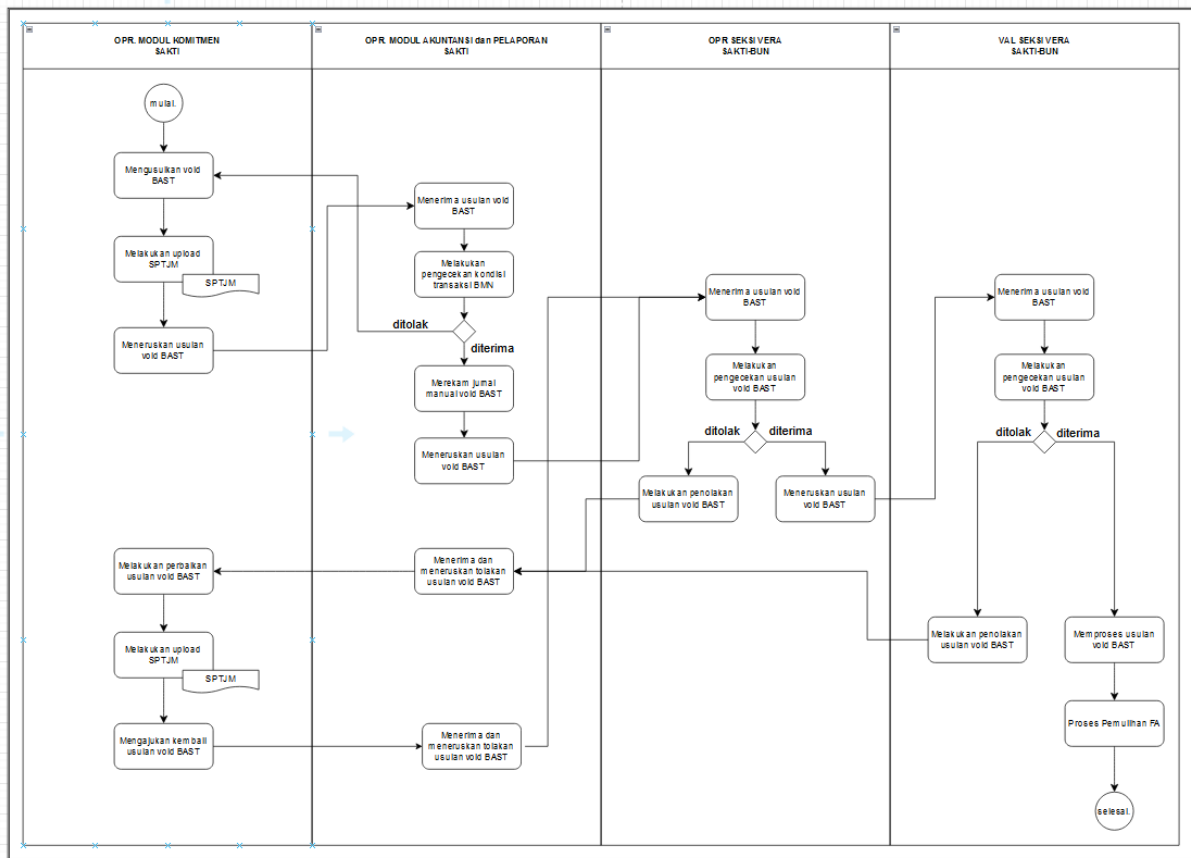 OPR. MODUL KOMITMEN
SAKTI
OPR. MODUL AKUNTANSI dan PELAPORAN
SAKTI
OPR SEKSI VERA
SAKTI-BUN
VAL SEKSI VERA
SAKTI-BUN
mulai.
Mengusulkan void
BAST
Melakukan upload
SPTJM
SPTJM
Meneruskan usulan
void BAST
Menerima usulan void
BAST
Melakukan
pengecekan kondisi
transaksi BMN
ditolak
diterima
Merekam jurnal
manual void BAST
Meneruskan usulan
void BAST
Menerima usulan void
BAST
Melakukan
pengecekan usulan
void BAST
ditolak
diterima
Melakukan penolakan
usulan void BAST
Meneruskan usulan
void BAST
Menerima usulan void
BAST
Melakukan
pengecekan usulan
void BAST
ditolak
diterima
Melakukan penolakan
usulan void BAST
Memproses usulan
void BAST
Proses Pemulihan FA
selesai.
Menerima dan
meneruskan tolakan
usulan void BAST
Melakukan perbaikan
usulan void BAST
Melakukan upload
SPTJM
SPTJM
Mengajukan kembali
usulan void BAST
Menerima dan
meneruskan tolakan
usulan void BAST